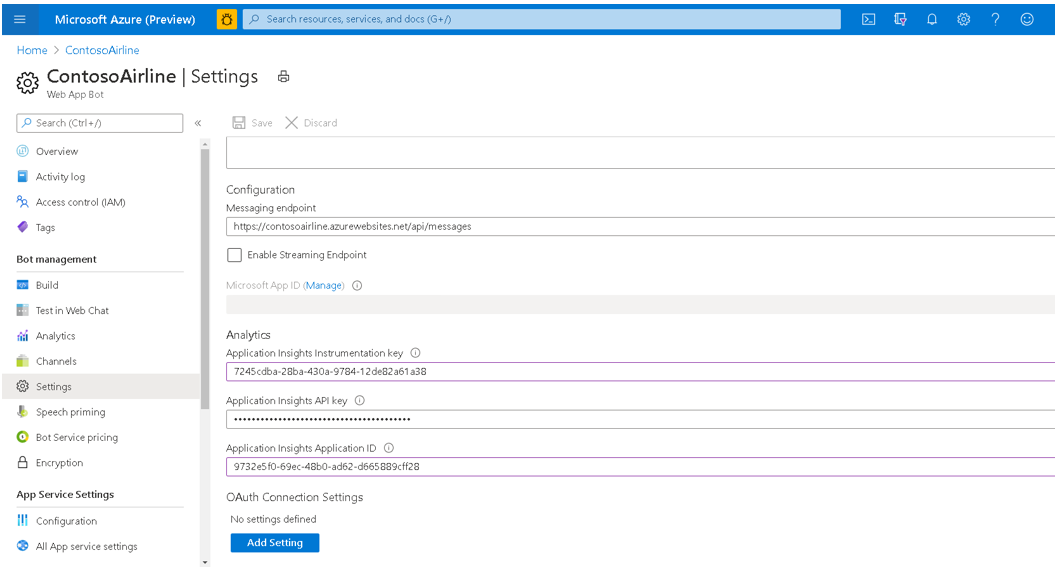 Microsoft Azure (Preview)
Search resources, services, and docs (G+/)
Home > ContosoAirline
ContosoAirline | Settings
Web App Bot
Search (Ctrl+/)
«
Overview
Activity log
Access control (IAM)
Tags
Bot management
Build
Test in Web Chat
Analytics
Channels
Settings
Speech priming
Bot Service pricing
Encryption
App Service Settings
Configuration
All App service settings
Save Discard
Configuration
Messaging endpoint
https://contosoairline.azurewebsites.net/api/messages
Enable Streaming Endpoint
Microsoft App ID (Manage)
Analytics
Application Insights Instrumentation key
7245cdba-28ba-430a-9784-12de82a61a38
Application Insights API key
Application Insights Application ID
9732e5f0-69ec-48b0-ad62-d665889cff28
OAuth Connection Settings
No settings defined
Add Setting